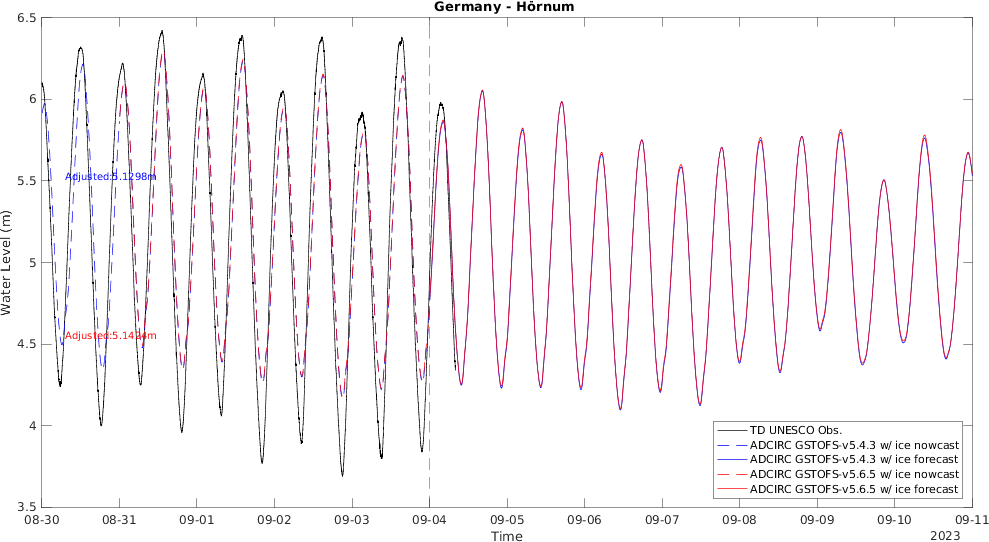 Germany - Hörnum
6.5
6
5.5
5
4.5
4
3.5
Water Level (m)
Adjusted:5.1298m
Adjusted:5.1424m
TD UNESCO Obs.
ADCIRC GSTOFS-v5.4.3 w/ ice nowcast
ADCIRC GSTOFS-v5.4.3 w/ ice forecast
ADCIRC GSTOFS-v5.6.5 w/ ice nowcast
ADCIRC GSTOFS-v5.6.5 w/ ice forecast
08-30 08-31 09-01 09-02 09-03 09-04 09-05 09-06 09-07 09-08 09-09 09-10 09-11
Time
2023